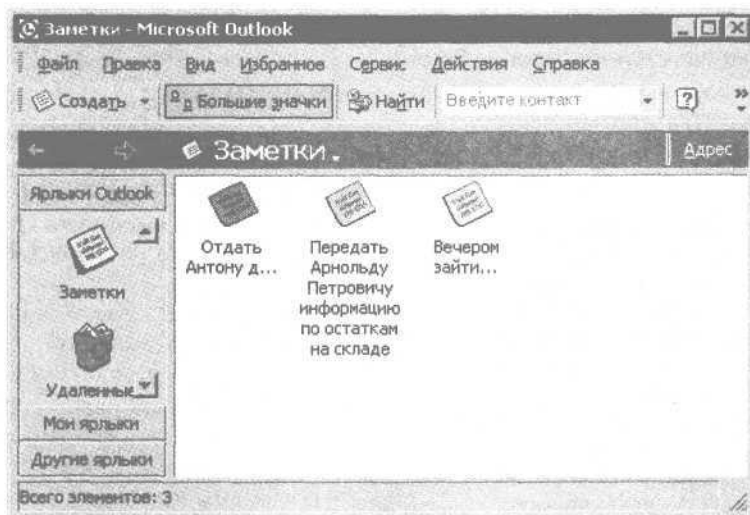 Заметки - Microsoft Outlook
Файл Правка Вид Избранное Сервис Действия Справка
Создать Большие значки Найти Введите контакт
Заметки Адрес
Ярлыки Outlook
Заметки
Удаленные
Мои ярлыки
Другие ярлыки
Отдать
Антону д...
Передать
Арнольду
Петровичу
информацию
по остаткам
на складе
Вечером
зайти...
Всего элементов: 3